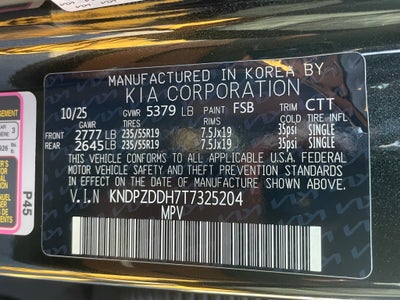 MANUFACTURED IN KOREA BY
KIA CORPORATION
10/25 GVWR 5379 LB PAINT FSB TRIM CTT
GAWR TIRES RIMS COLD TIRE INFL
FRONT 2777 LB 235/55R19 7.5Jx19 35psi SINGLE
REAR 2645 LB 235/55R19 7.5Jx19 35psi SINGLE
THIS VEHICLE CONFORMS TO ALL APPLICABLE U.S.A. FEDERAL
MOTOR VEHICLE SAFETY AND THEFT PREVENTION STANDARDS
IN EFFECT ON THE DATE OF MANUFACTURE SHOWN ABOVE.
V.I.N KNDPZDDH7T7325204
MPV
P45